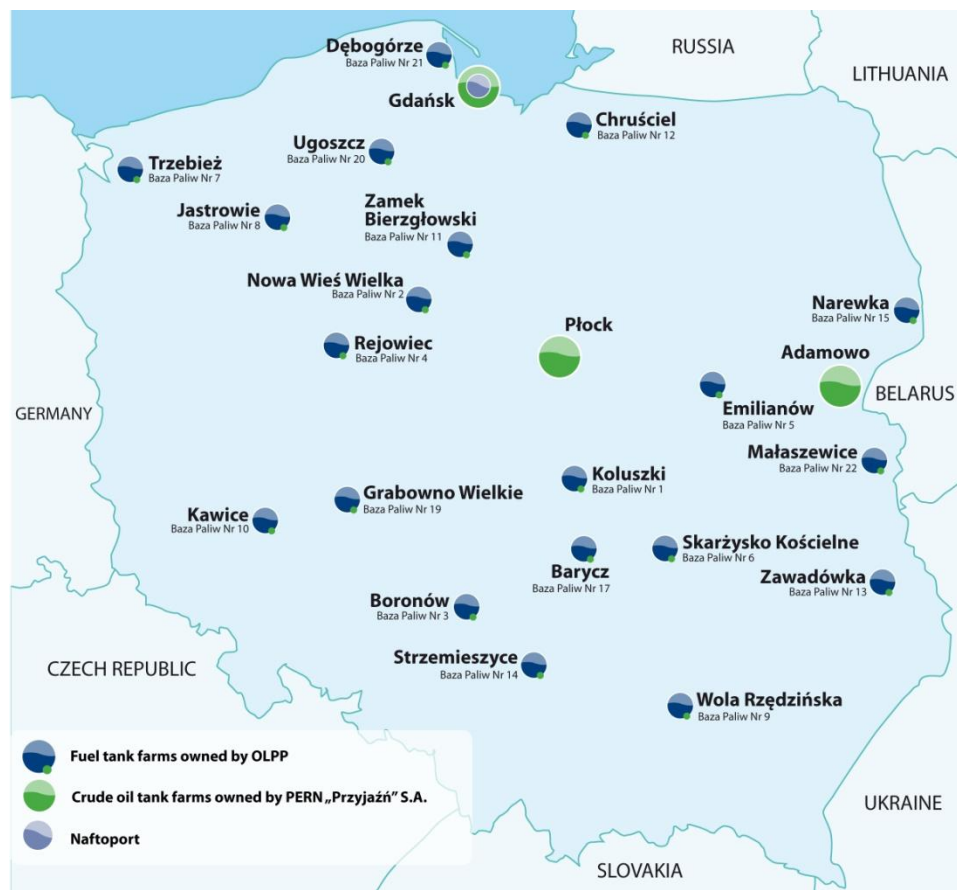 RUSSIA
LITHUANIA
Dębogórze
Baza Paliw Nr 21
Gdańsk
Chruściel
Baza Paliw Nr 12
Ugoszcz
Baza Paliw Nr 20
Trzebież
Baza Paliw Nr 7
Jastrowie
Baza Paliw Nr 8
Zamek
Bierzgłowski
Baza Paliw Nr 11
Nowa Wieś Wielka
Baza Paliw Nr 2
Narewka
Baza Paliw Nr 15
Płock
Rejowiec
Baza Paliw Nr 4
Adamowo
BELARUS
GERMANY
Emilianów
Baza Paliw Nr 5
Małaszewice
Baza Paliw Nr 22
Koluszki
Baza Paliw Nr 1
Grabowno Wielkie
Baza Paliw Nr 19
Kawice
Baza Paliw Nr 10
Skarżysko Kościelne
Baza Paliw Nr 6
Barycz
Baza Paliw Nr 17
Zawadówka
Baza Paliw Nr 13
Boronów
Baza Paliw Nr 3
Strzemieszyce
Baza Paliw Nr 14
CZECH REPUBLIC
Wola Rzędzińska
Baza Paliw Nr 9
Fuel tank farms owned by OLPP
Crude oil tank farms owned by PERN „Przyjaźń” S.A.
Naftoport
UKRAINE
SLOVAKIA